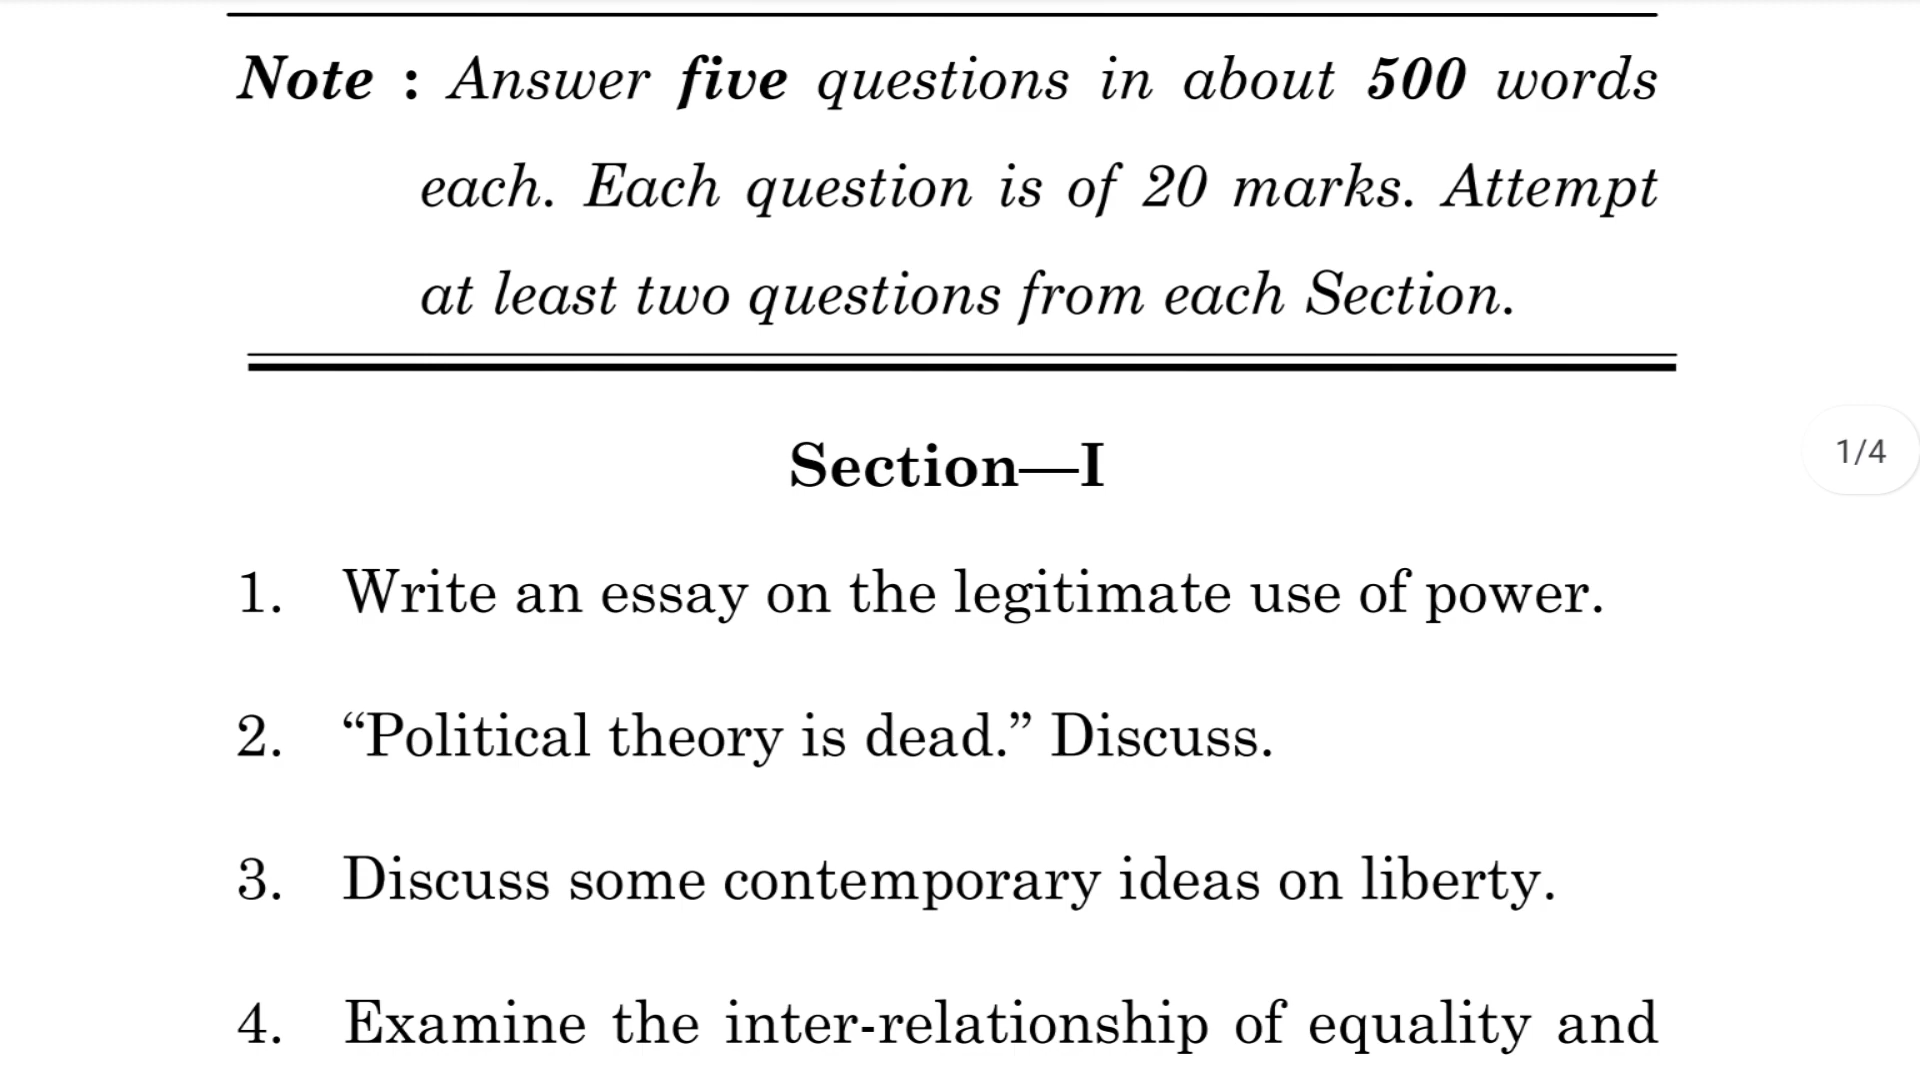 Note : Answer five questions in about 500 words
each. Each question is of 20 marks. Attempt
at least two questions from each Section.
Section—I
1/4
1. Write an essay on the legitimate use of power.
2. “Political theory is dead.” Discuss.
3. Discuss some contemporary ideas on liberty.
4. Examine the inter-relationship of equality and